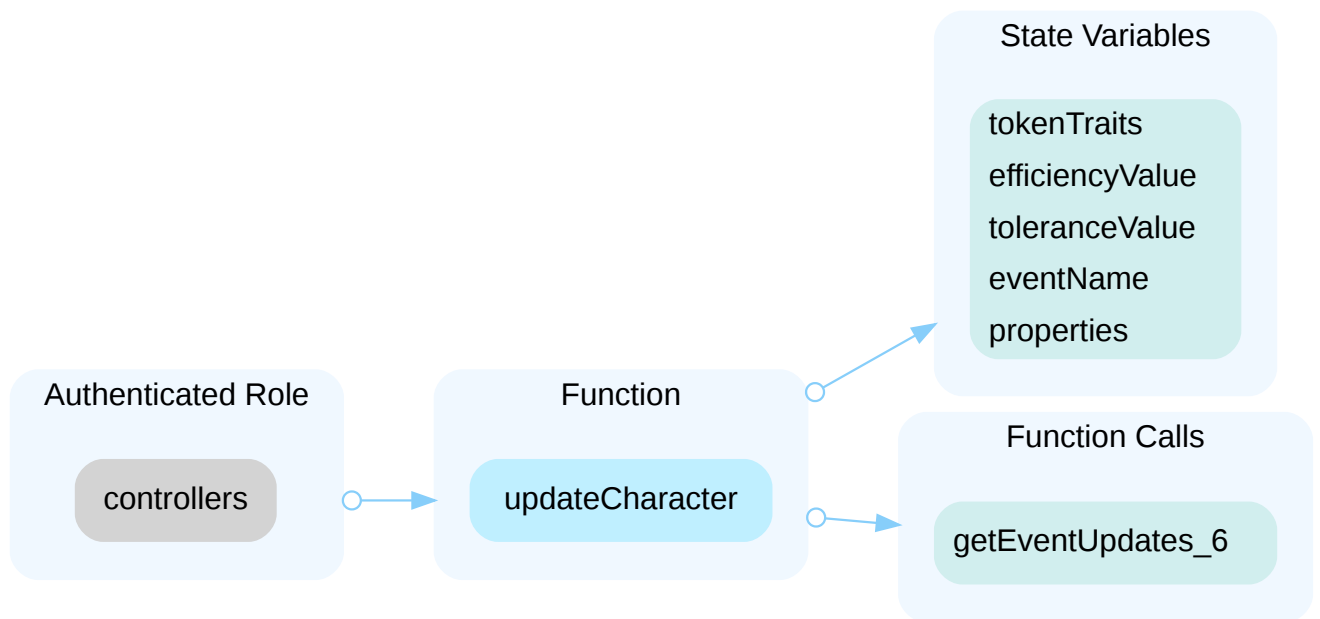 State Variables
tokenTraits
efficiencyValue
toleranceValue
eventName
properties
Authenticated Role
controllers
Function
updateCharacter
Function Calls
getEventUpdates_6